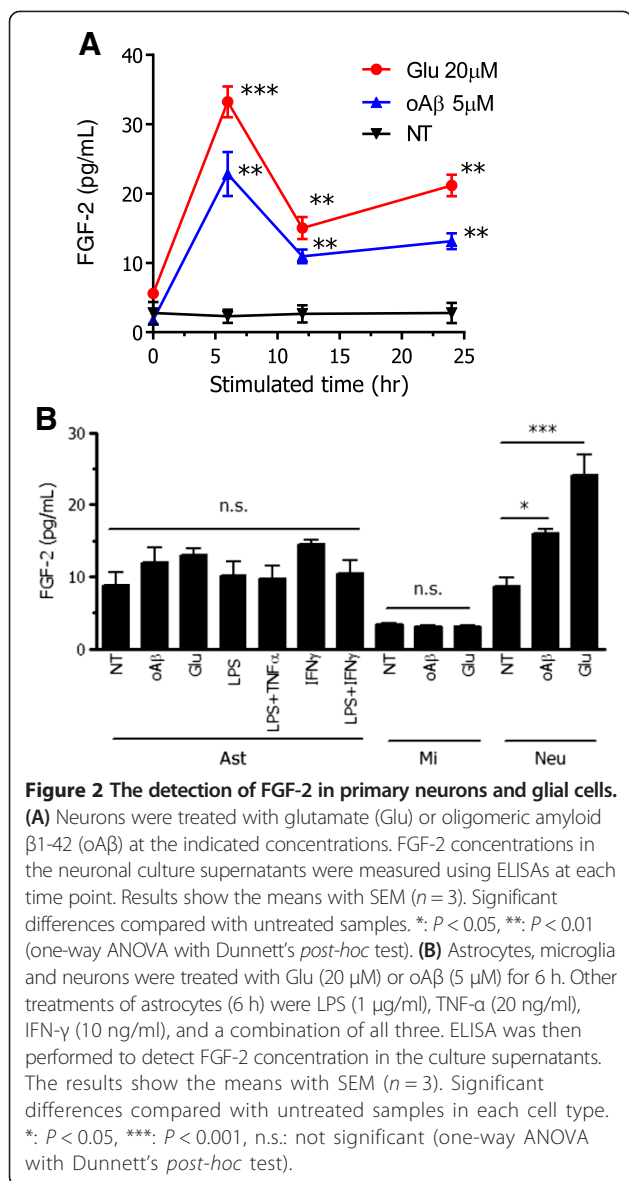 A
40
30
20
10
0
FGF-2 (pg/mL)
***
**
**
**
**
**
Glu 20μM
oAβ 5μM
NT
0 5 10 15 20 25
Stimulated time (hr)
B
30
20
10
0
FGF-2 (pg/mL)
n.s.
n.s.
*
***
NT
oAβ
Glu
LPS
LPS+TNFα
IFNγ
LPS+IFNγ
NT
oAβ
Glu
NT
oAβ
Glu
Ast
Mi
Neu
Figure 2 The detection of FGF-2 in primary neurons and glial cells.
(A) Neurons were treated with glutamate (Glu) or oligomeric amyloid
β1-42 (oAβ) at the indicated concentrations. FGF-2 concentrations in
the neuronal culture supernatants were measured using ELISAs at each
time point. Results show the means with SEM (n = 3). Significant
differences compared with untreated samples. *: P < 0.05, **: P < 0.01
(one-way ANOVA with Dunnett's post-hoc test). (B) Astrocytes, microglia
and neurons were treated with Glu (20 μM) or oAβ (5 μM) for 6 h. Other
treatments of astrocytes (6 h) were LPS (1 μg/ml), TNF-α (20 ng/ml),
IFN-γ (10 ng/ml), and a combination of all three. ELISA was then
performed to detect FGF-2 concentration in the culture supernatants.
The results show the means with SEM (n = 3). Significant
differences compared with untreated samples in each cell type.
*: P < 0.05, ***: P < 0.001, n.s.: not significant (one-way ANOVA
with Dunnett's post-hoc test).